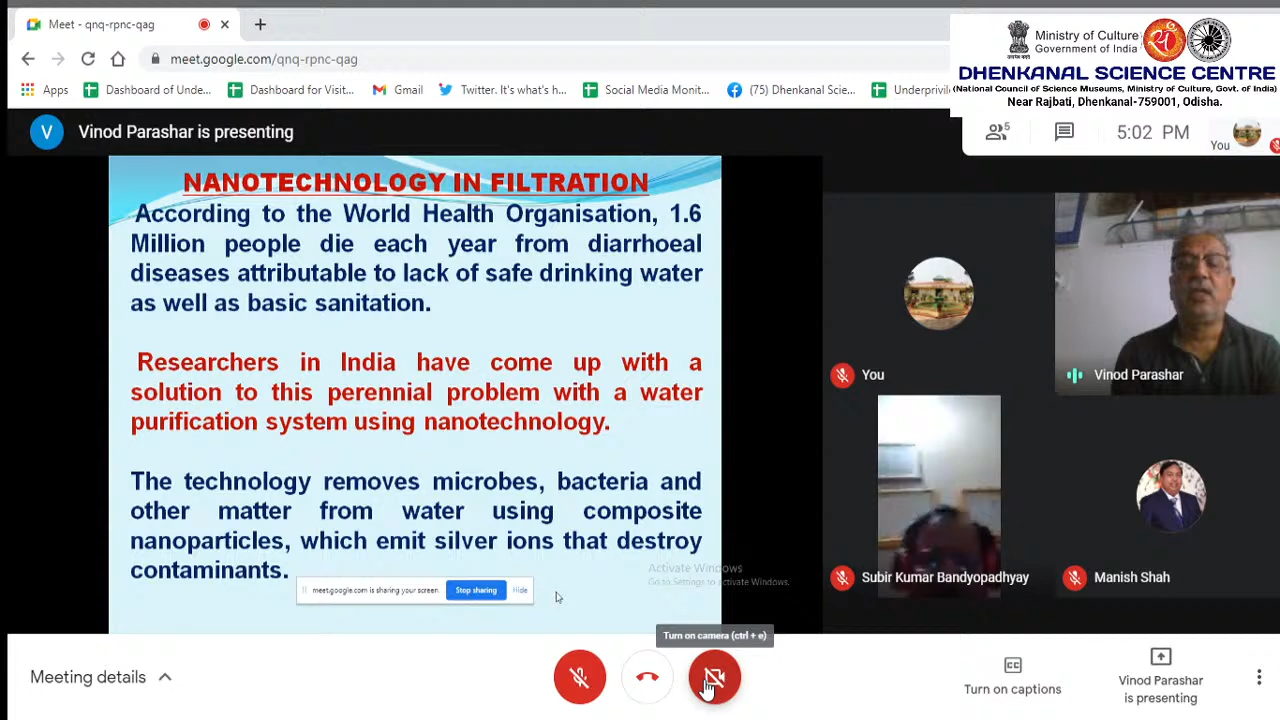 Meet - qnq-rpnc-qag
meet.google.com/qnq-rpnc-qag
Apps
Dashboard of Unde...
Dashboard for Visit...
Gmail
Twitter. It's what's h...
Social Media Monit...
(75) Dhenkanal Scie...
Underprivile
Ministry of Culture
Government of India
DHENKANAL SCIENCE CENTRE
(National Council of Science Museums, Ministry of Culture, Govt. of India)
Near Rajbati, Dhenkanal-759001, Odisha.
V
Vinod Parashar is presenting
5
5:02 PM
You
NANOTECHNOLOGY IN FILTRATION
According to the World Health Organisation, 1.6
Million people die each year from diarrhoeal
diseases attributable to lack of safe drinking water
as well as basic sanitation.
Researchers in India have come up with a
solution to this perennial problem with a water
purification system using nanotechnology.
The technology removes microbes, bacteria and
other matter from water using composite
nanoparticles, which emit silver ions that destroy
contaminants.
meet.google.com is sharing your screen.
Stop sharing
Hide
Activate Windows
Go to Settings to activate Windows.
You
Vinod Parashar
Subir Kumar Bandyopadhyay
Manish Shah
Turn on camera (ctrl + e)
Meeting details
Turn on captions
Vinod Parashar
is presenting